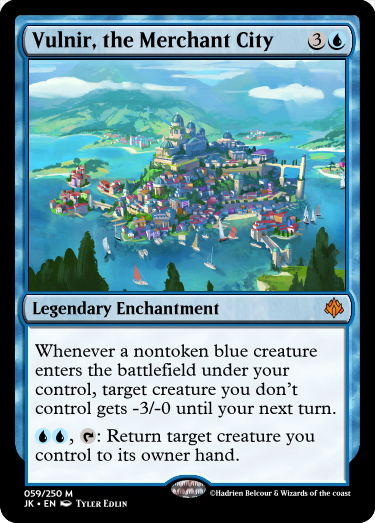 Vulnir, the Merchant City 3
Legendary Enchantment
Whenever a nontoken blue creature
enters the battlefield under your
control, target creature you don't
control gets -3/-0 until your next turn.
, : Return target creature you
control to its owner hand.
059/250 M
JK • EN Tyler Edlin
©Hadrien Belcour & Wizards of the coast